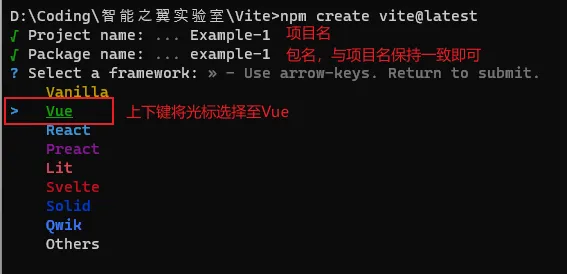 D:\Coding\智能之翼实验室\Vite>npm create vite@latest
√ Project name: ... Example-1 项目名
√ Package name: ... example-1 包名，与项目名保持一致即可
? Select a framework: » - Use arrow-keys. Return to submit.
Vanilla
> Vue 上下键将光标选择至Vue
React
Preact
Lit
Svelte
Solid
Qwik
Others